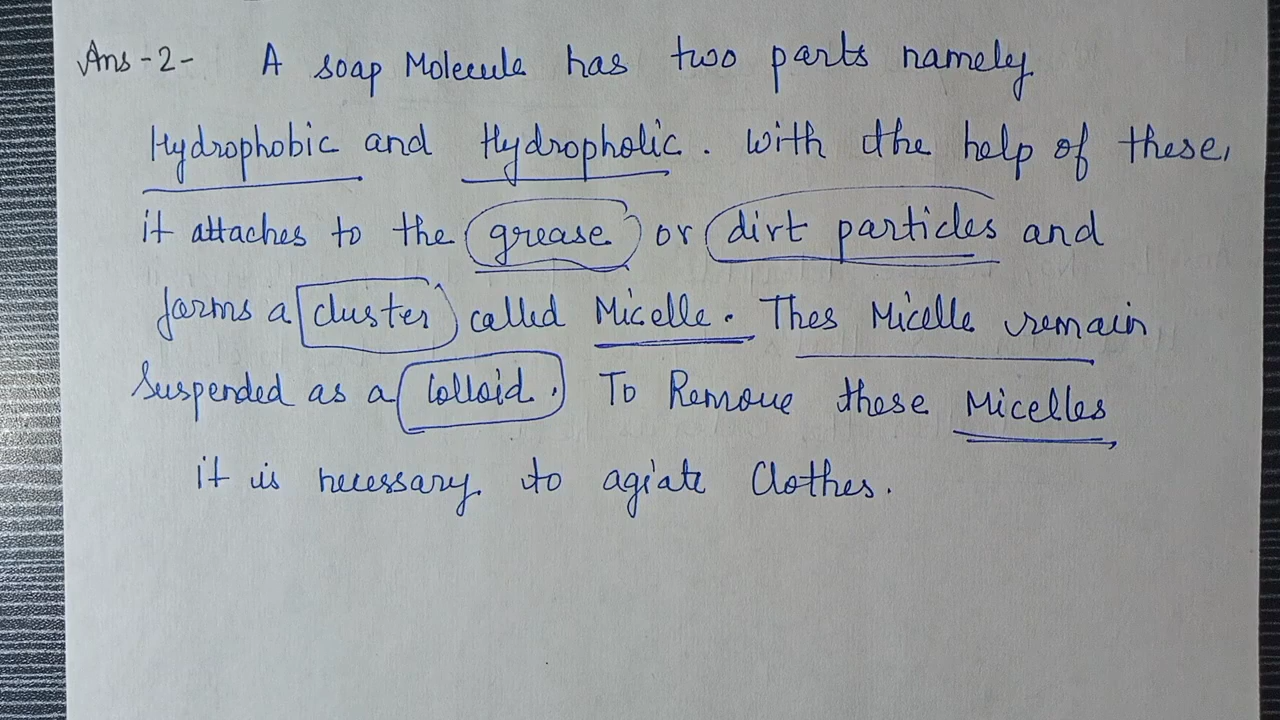 Ans-2- A soap Molecule has two parts namely
Hydrophobic and Hydropholic. With the help of these,
it attaches to the grease or dirt particles and
forms a cluster called Micelle. Thes Micelle remain
Suspended as a Colloid. To Remove these Micelles
it is necessary to agiate Clothes.